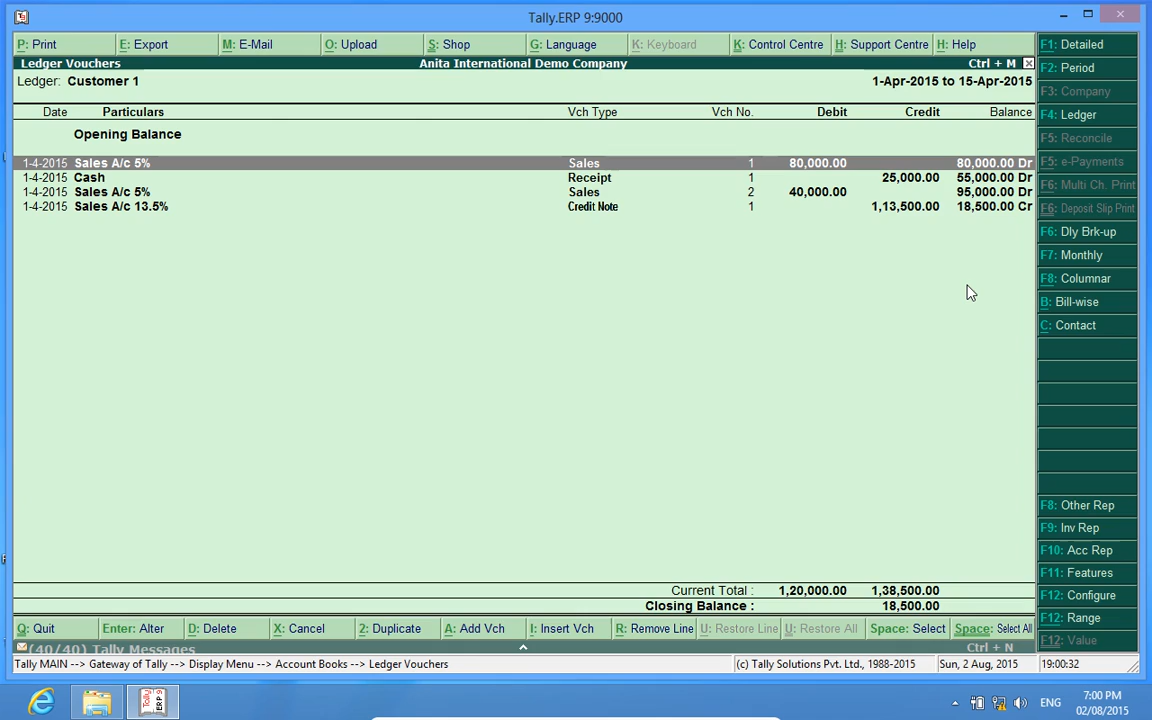 Tally.ERP 9:9000
P: Print E: Export M: E-Mail O: Upload S: Shop G: Language K: Keyboard K: Control Centre H: Support Centre H: Help
Ledger Vouchers Anita International Demo Company Ctrl + M
Ledger: Customer 1 1-Apr-2015 to 15-Apr-2015
Date Particulars Vch Type Vch No. Debit Credit Balance
Opening Balance
1-4-2015 Sales A/c 5% Sales 1 80,000.00 80,000.00 Dr
1-4-2015 Cash Receipt 1 25,000.00 55,000.00 Dr
1-4-2015 Sales A/c 5% Sales 2 40,000.00 95,000.00 Dr
1-4-2015 Sales A/c 13.5% Credit Note 1 1,13,500.00 18,500.00 Cr
Current Total : 1,20,000.00 1,38,500.00
Closing Balance : 18,500.00
F1: Detailed
F2: Period
F3: Company
F4: Ledger
F5: Reconcile
F5: e-Payments
F6: Multi Ch. Print
F6: Deposit Slip Print
F6: Dly Brk-up
F7: Monthly
F8: Columnar
B: Bill-wise
C: Contact
F8: Other Rep
F9: Inv Rep
F10: Acc Rep
F11: Features
F12: Configure
F12: Range
F12: Value
Q: Quit Enter: Alter D: Delete X: Cancel 2: Duplicate A: Add Vch I: Insert Vch R: Remove Line U: Restore Line U: Restore All Space: Select Space: Select All
(40/40) Tally Messages Ctrl + N
Tally MAIN --> Gateway of Tally --> Display Menu --> Account Books --> Ledger Vouchers (c) Tally Solutions Pvt. Ltd., 1988-2015 Sun, 2 Aug, 2015 19:00:32
Tally
ERP 9
ENG
7:00 PM
02/08/2015